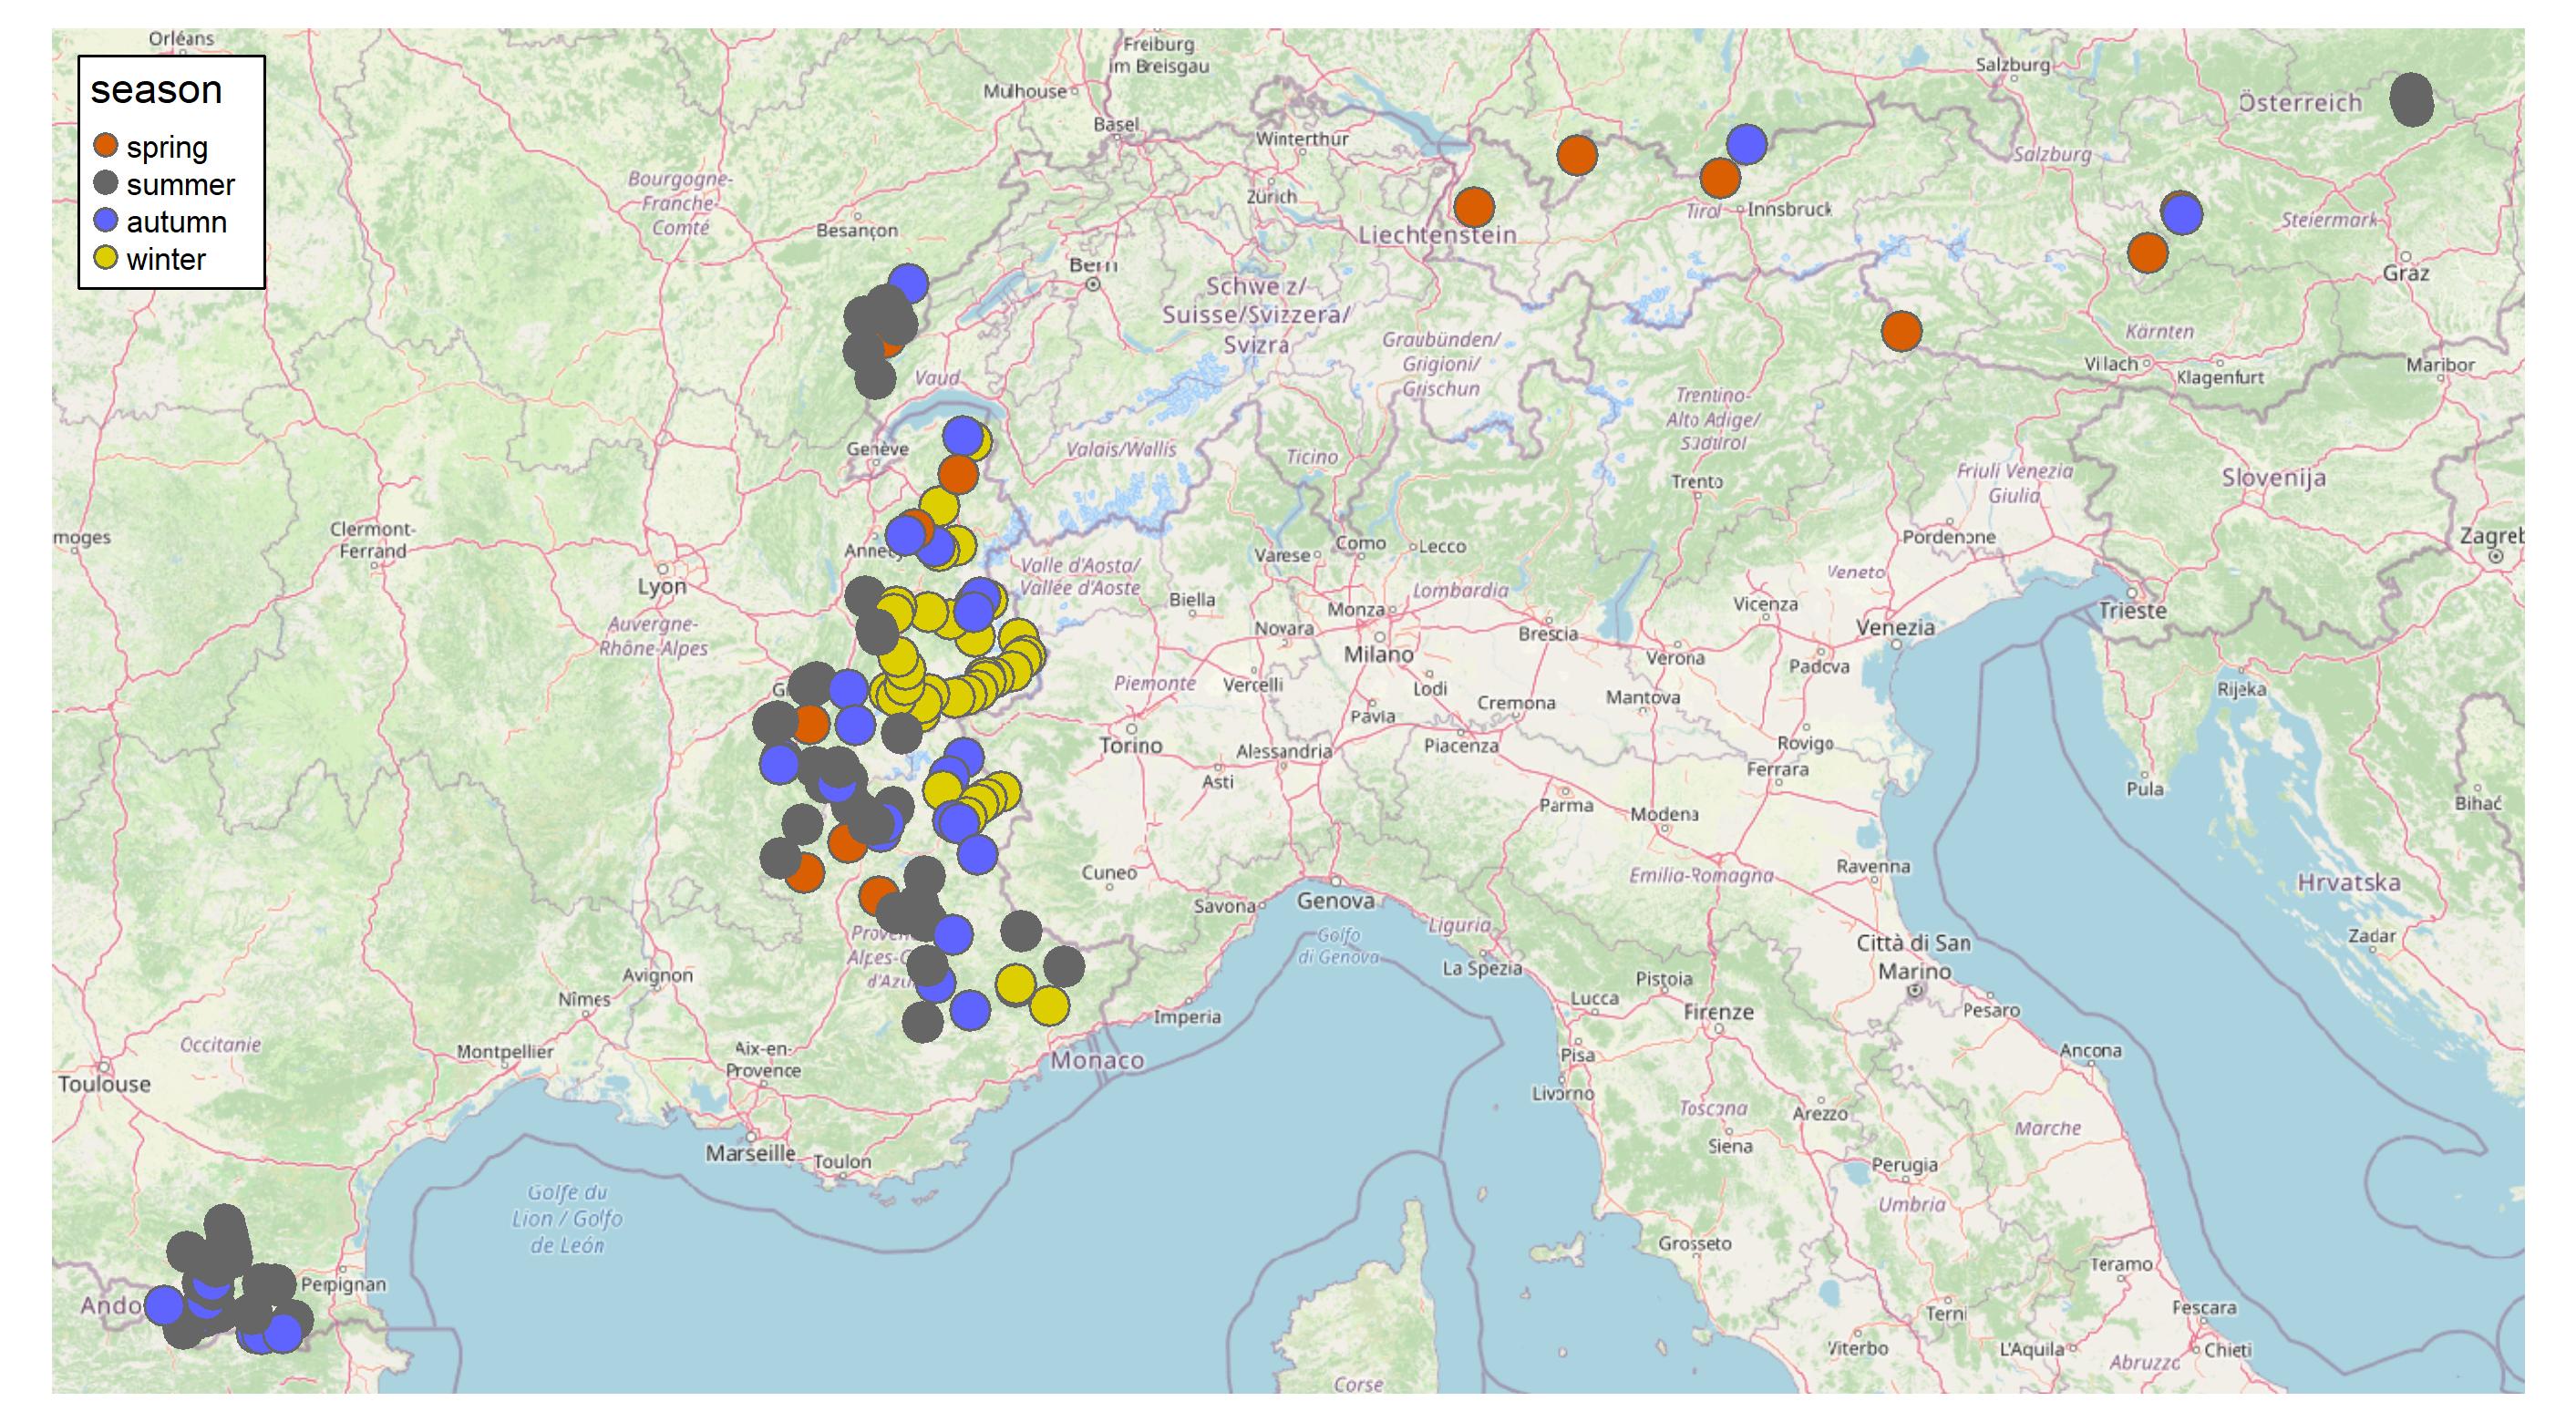 Orléans
season
spring
summer
autumn
winter
Freiburg
im Breisgau
Mulhouse
Basel
Winterthur
Zürich
Salzburg
Österreich
Salzburg
Bourgogne-
Franche-
Comté
Besançon
Liechtenstein
Tirol
Innsbruck
Steiermark
Graz
Bern
Schweiz/
Suisse/Svizzera/
Svizra
Graubünden/
Grigioni/
Grischun
Kärnten
Villach
Klagenfurt
Maribor
Vaud
Trentino-
Alto Adige/
Südtirol
Genève
Valais/Wallis
Ticino
Trento
Friuli Venezia
Giulia
Slovenija
moges
Clermont-
Ferrand
Annecy
Lyon
Valle d'Aosta/
Vallée d'Aoste
Varese
Como
Lecco
Pordenone
Zagreb
Veneto
Biella
Monza
Lombardia
Vicenza
Trieste
Auvergne-
Rhône-Alpes
Novara
Milano
Brescia
Verona
Padova
Venezia
G
Piemonte
Vercelli
Lodi
Cremona
Mantova
Rijeka
Pavia
Torino
Alessandria
Piacenza
Rovigo
Asti
Ferrara
Pula
Parma
Modena
Bihać
Cuneo
Emilia-Romagna
Ravenna
Hrvatska
Savona
Genova
Liguria
Proven
Alpes-C
d'Azu
Golfo
di Genova
Città di San
Marino
Zadar
Avignon
La Spezia
Pistoia
Nîmes
Lucca
Firenze
Pesaro
Imperia
Occitanie
Montpellier
Aix-en-
Provence
Monaco
Pisa
Ancona
Toulouse
Livorno
Toscana
Arezzo
Marche
Marseille
Toulon
Siena
Perugia
Umbria
Golfe du
Lion / Golfo
de León
Grosseto
Teramo
Perpignan
Ando
Terni
Pescara
Viterbo
L'Aquila
Chieti
Abruzzo
Corse